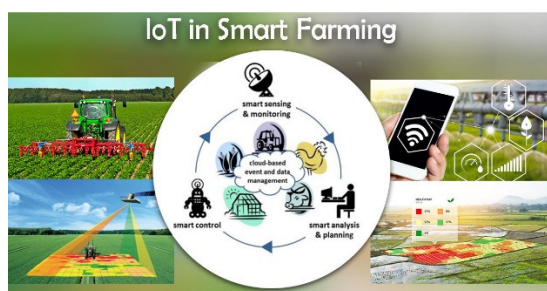 IoT in Smart Farming
smart sensing
& monitoring
cloud-based
event and data
management
smart control
smart analysis
& planning